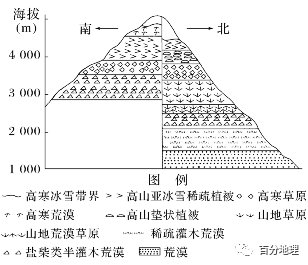 海拔
(m)
南 北
4 000
3 000
2 000
1 000
图 例
高寒冰雪带界 高山亚冰雪稀疏植被 高寒草原
高寒荒漠 高山垫状植被 山地草原
山地荒漠草原 稀疏灌木荒漠
盐柴类半灌木荒漠 荒漠
百分地理